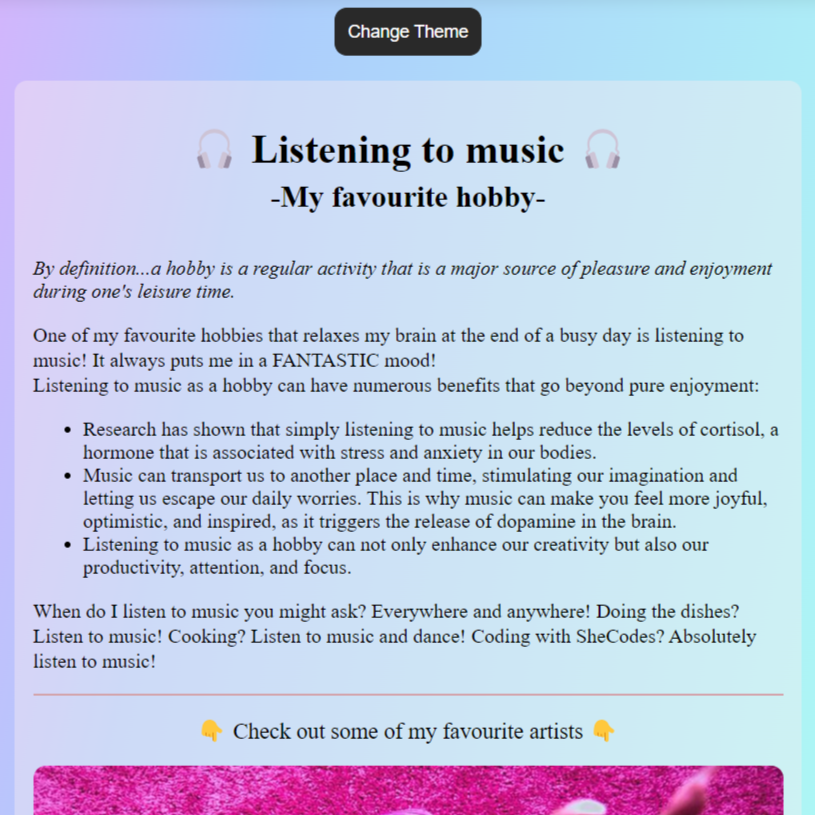 Change Theme
🎧 Listening to music 🎧
-My favourite hobby-
By definition...a hobby is a regular activity that is a major source of pleasure and enjoyment
during one's leisure time.
One of my favourite hobbies that relaxes my brain at the end of a busy day is listening to
music! It always puts me in a FANTASTIC mood!
Listening to music as a hobby can have numerous benefits that go beyond pure enjoyment:
• Research has shown that simply listening to music helps reduce the levels of cortisol, a
hormone that is associated with stress and anxiety in our bodies.
• Music can transport us to another place and time, stimulating our imagination and
letting us escape our daily worries. This is why music can make you feel more joyful,
optimistic, and inspired, as it triggers the release of dopamine in the brain.
• Listening to music as a hobby can not only enhance our creativity but also our
productivity, attention, and focus.
When do I listen to music you might ask? Everywhere and anywhere! Doing the dishes?
Listen to music! Cooking? Listen to music and dance! Coding with SheCodes? Absolutely
listen to music!
👇 Check out some of my favourite artists 👇